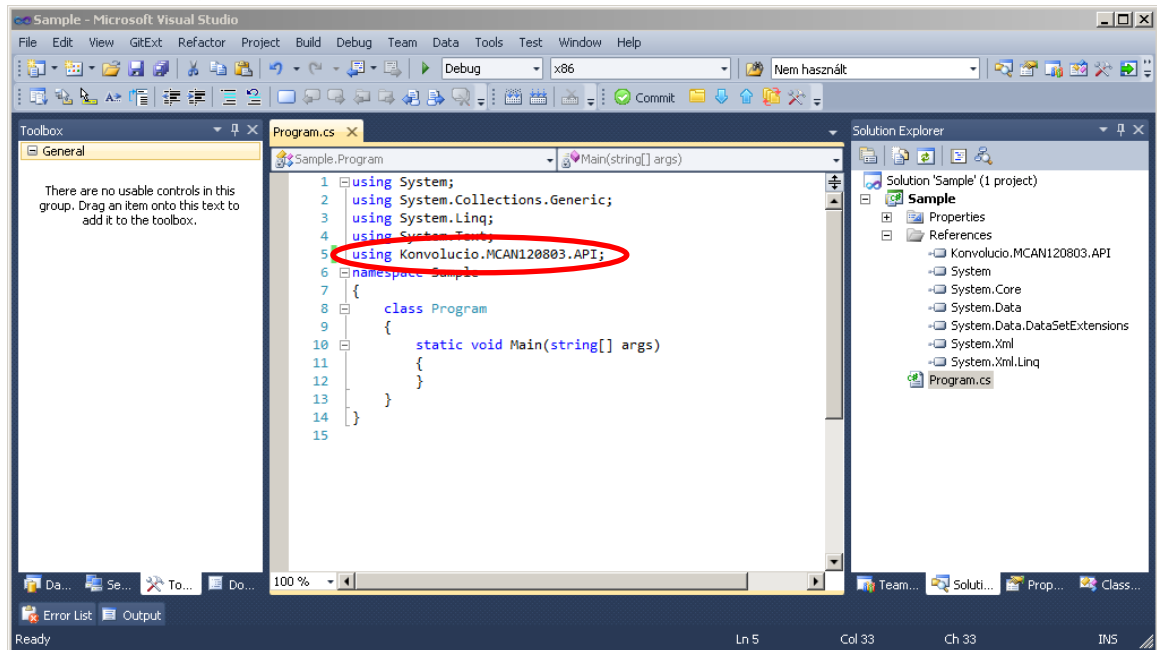 Sample - Microsoft Visual Studio
File Edit View GitExt Refactor Project Build Debug Team Data Tools Test Window Help
Debug x86 Nem használt
Commit
Toolbox
General
There are no usable controls in this
group. Drag an item onto this text to
add it to the toolbox.
Program.cs
Sample.Program Main(string[] args)
1 using System;
2 using System.Collections.Generic;
3 using System.Linq;
4 using System.Text;
5 using Konvolucio.MCAN120803.API;
6 namespace Sample
7 {
8 class Program
9 {
10 static void Main(string[] args)
11 {
12 }
13 }
14 }
15
100 %
Solution Explorer
Solution 'Sample' (1 project)
Sample
Properties
References
Konvolucio.MCAN120803.API
System
System.Core
System.Data
System.Data.DataSetExtensions
System.Xml
System.Xml.Linq
Program.cs
Da... Se... To... Do...
Team... Soluti... Prop... Class...
Error List Output
Ready Ln 5 Col 33 Ch 33 INS